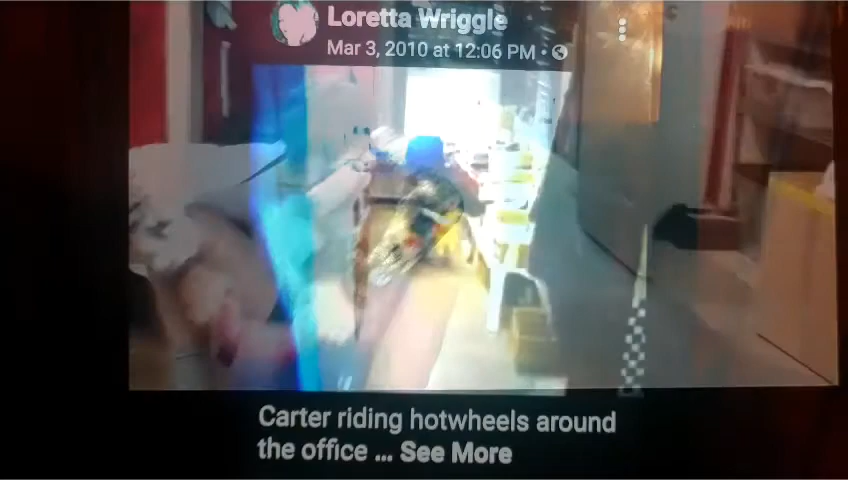 Loretta Wriggle
Mar 3, 2010 at 12:06 PM ·
Carter riding hotwheels around
the office ... See More